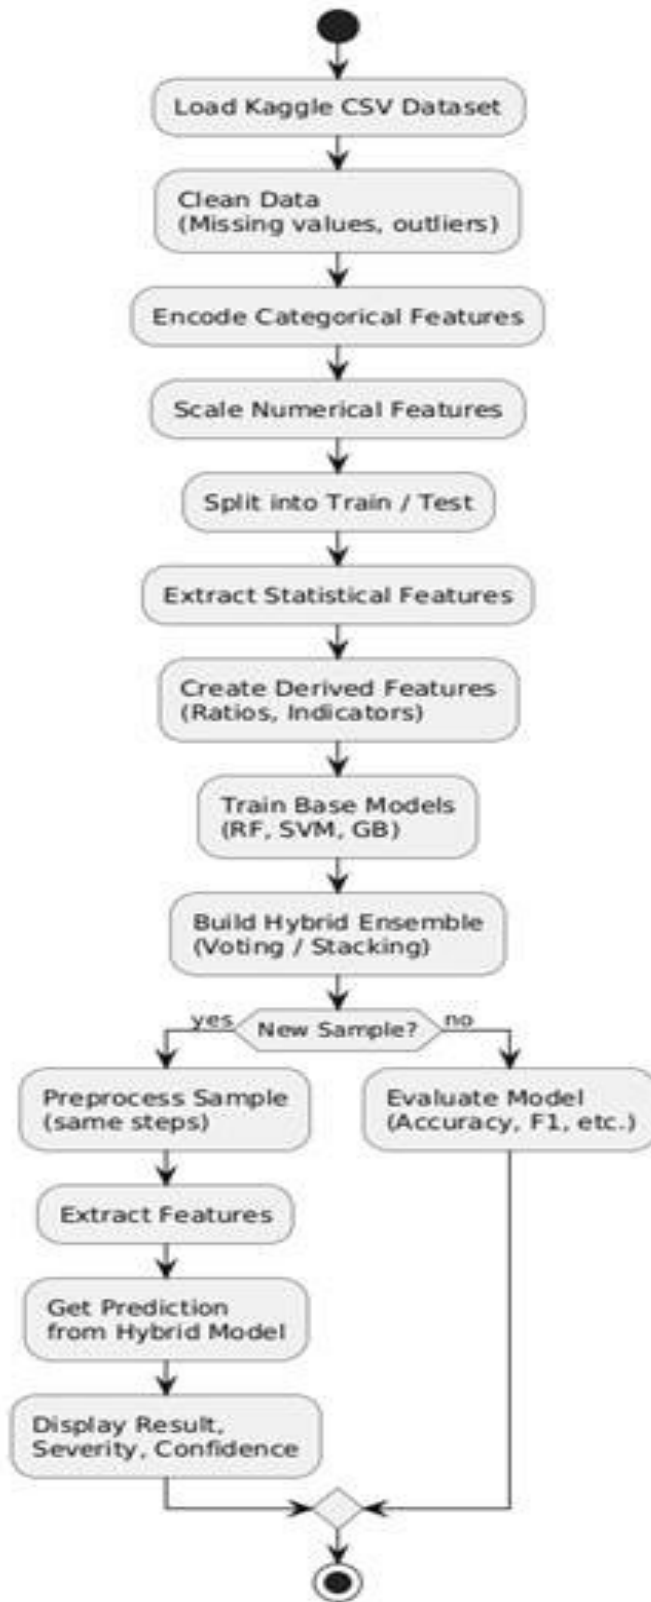 Load Kaggle CSV Dataset
Clean Data
(Missing values, outliers)
Encode Categorical Features
Scale Numerical Features
Split into Train / Test
Extract Statistical Features
Create Derived Features
(Ratios, Indicators)
Train Base Models
(RF, SVM, GB)
Build Hybrid Ensemble
(Voting / Stacking)
yes
New Sample?
no
Preprocess Sample
(same steps)
Extract Features
Get Prediction
from Hybrid Model
Display Result,
Severity, Confidence
Evaluate Model
(Accuracy, F1, etc.)